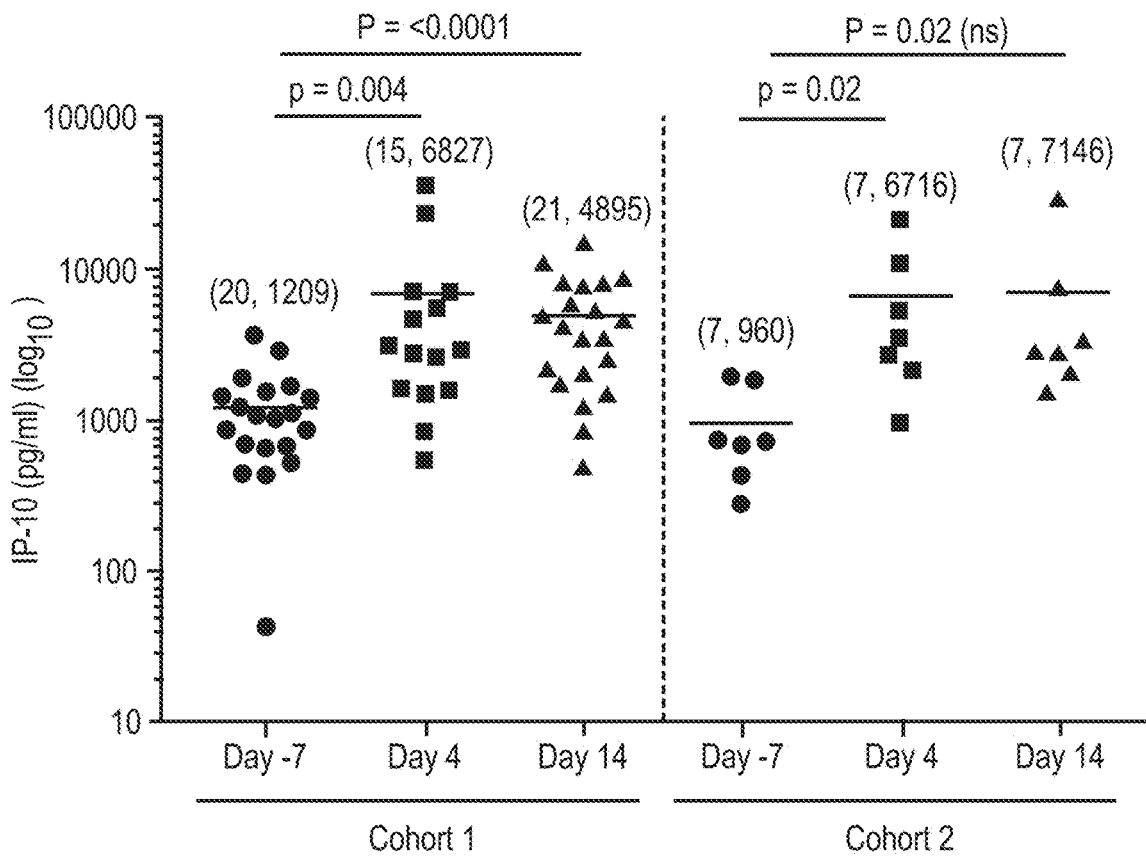 P = <0.0001
P = 0.02 (ns)
p = 0.004
p = 0.02
100000
10000
1000
100
10
IP-10 (pg/ml) (log10)
(20, 1209)
(15, 6827)
(21, 4895)
(7, 960)
(7, 6716)
(7, 7146)
Day -7
Day 4
Day 14
Day -7
Day 4
Day 14
Cohort 1
Cohort 2